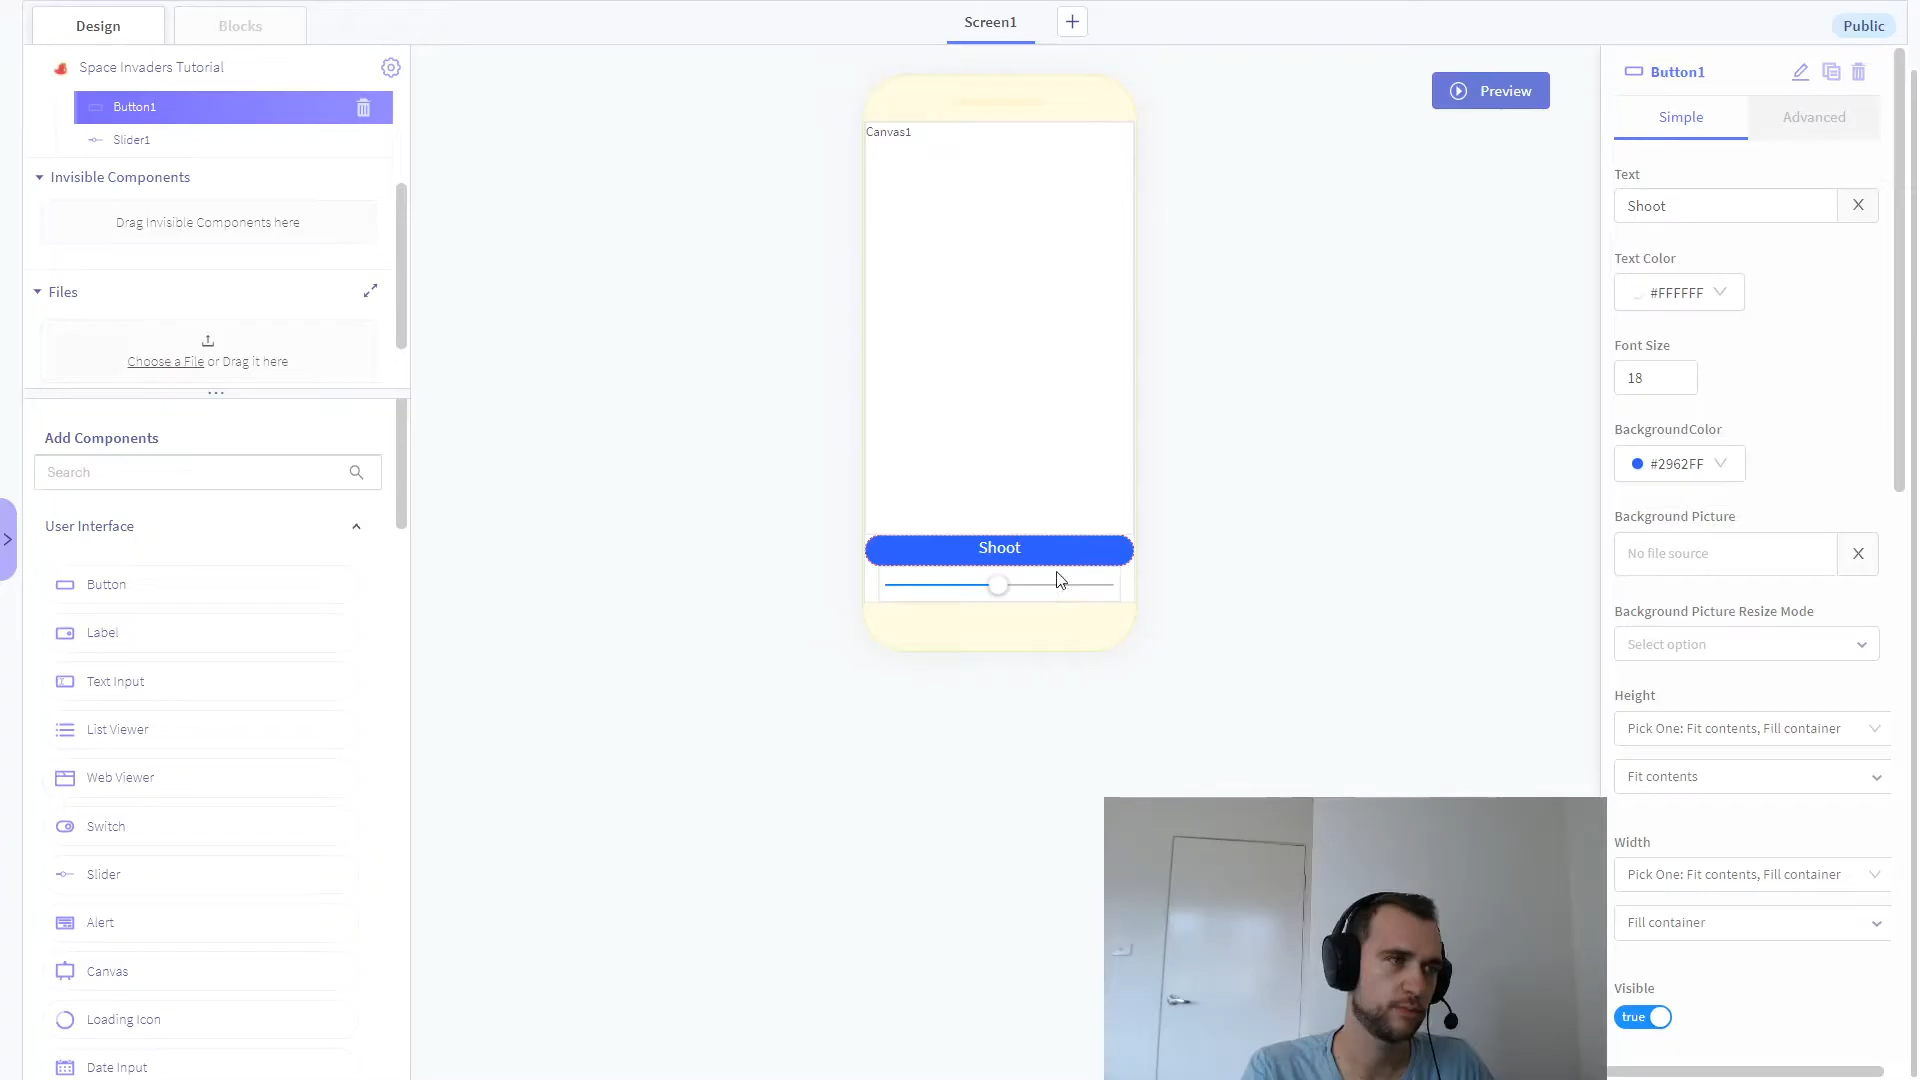 Design
Blocks
Screen1
Public
Space Invaders Tutorial
Button1
Slider1
Invisible Components
Drag Invisible Components here
Files
Choose a File or Drag it here
Add Components
Search
User Interface
Button
Label
Text Input
List Viewer
Web Viewer
Switch
Slider
Alert
Canvas
Loading Icon
Date Input
Preview
Canvas1
Shoot
Button1
Simple
Advanced
Text
Shoot
X
Text Color
#FFFFFF
Font Size
18
BackgroundColor
#2962FF
Background Picture
No file source
X
Background Picture Resize Mode
Select option
Height
Pick One: Fit contents, Fill container
Fit contents
Width
Pick One: Fit contents, Fill container
Fill container
Visible
true